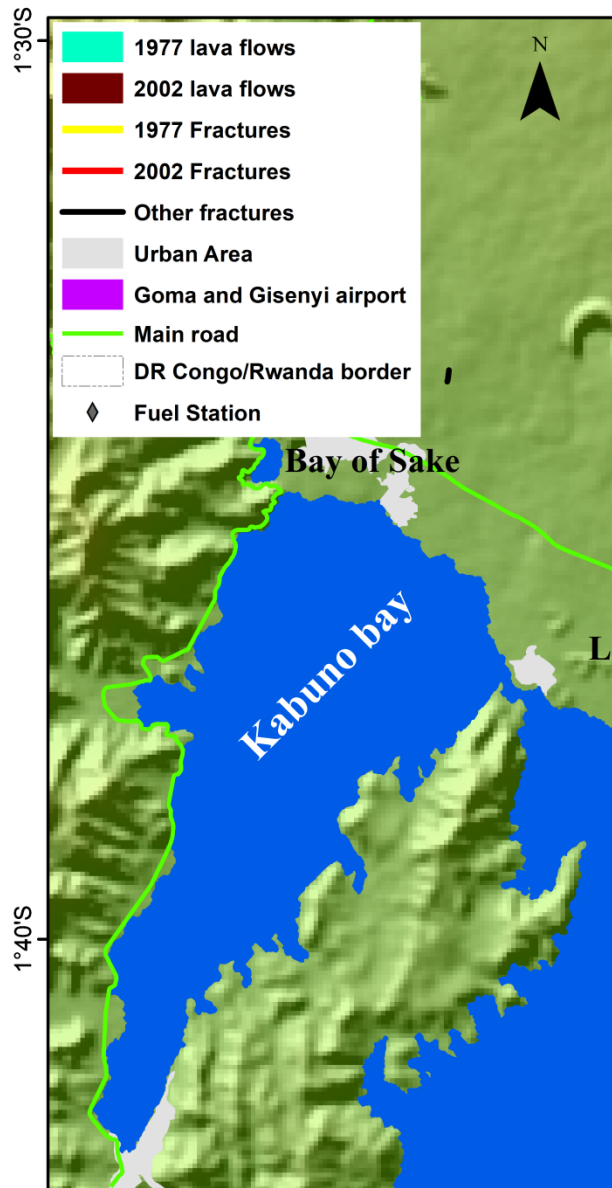 1°30'S
N
1977 lava flows
2002 lava flows
1977 Fractures
2002 Fractures
Other fractures
Urban Area
Goma and Gisenyi airport
Main road
DR Congo/Rwanda border
Fuel Station
Bay of Sake
L
Kabuno bay
1°40'S